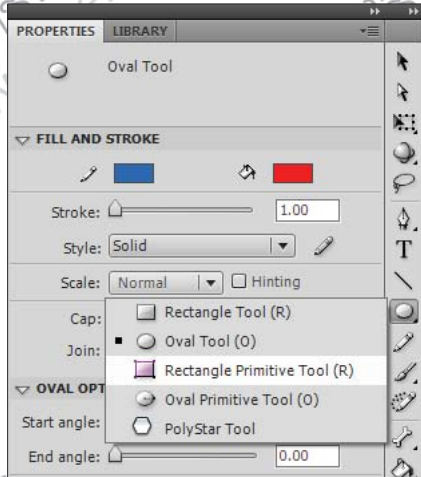 PROPERTIES LIBRARY
Oval Tool
FILL AND STROKE
Stroke: 1.00
Style: Solid
Scale: Normal Hinting
Cap:
Join:
Rectangle Tool (R)
Oval Tool (O)
Rectangle Primitive Tool (R)
Oval Primitive Tool (O)
PolyStar Tool
OVAL OPT
Start angle:
End angle: 0.00
T